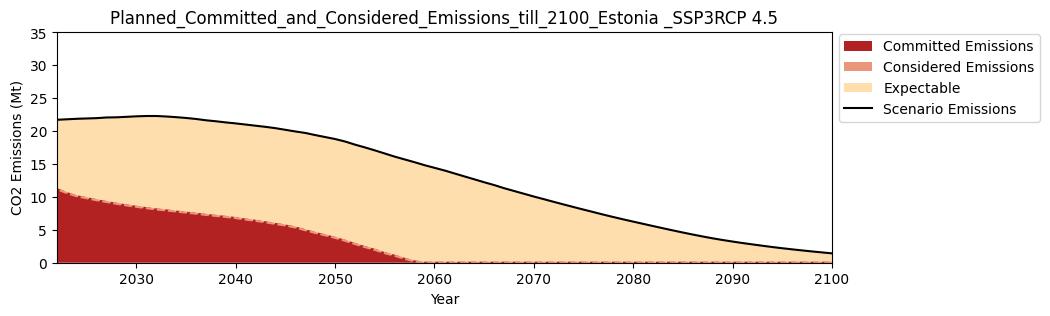 Planned_Committed_and_Considered_Emissions_till_2100_Estonia _SSP3RCP 4.5
35
30
25
20
15
10
5
0
CO2 Emissions (Mt)
2030 2040 2050 2060 2070 2080 2090 2100
Year
Committed Emissions
Considered Emissions
Expectable
Scenario Emissions